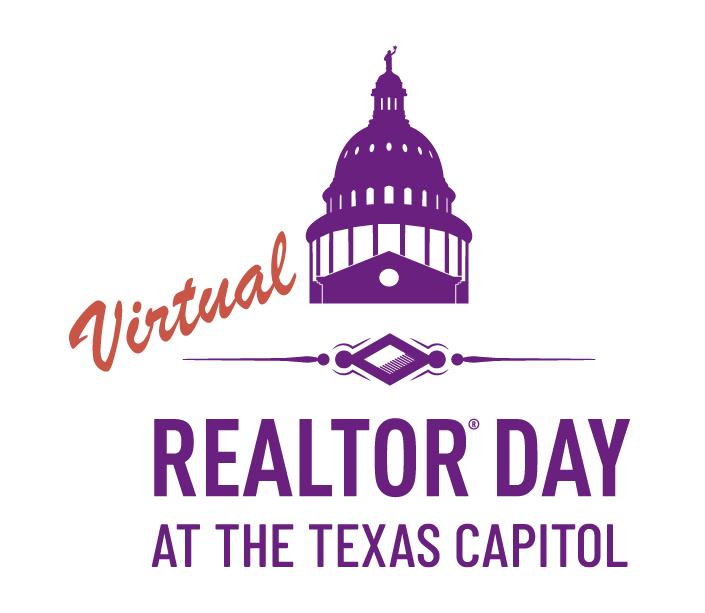 Virtual
REALTOR® DAY
AT THE TEXAS CAPITOL